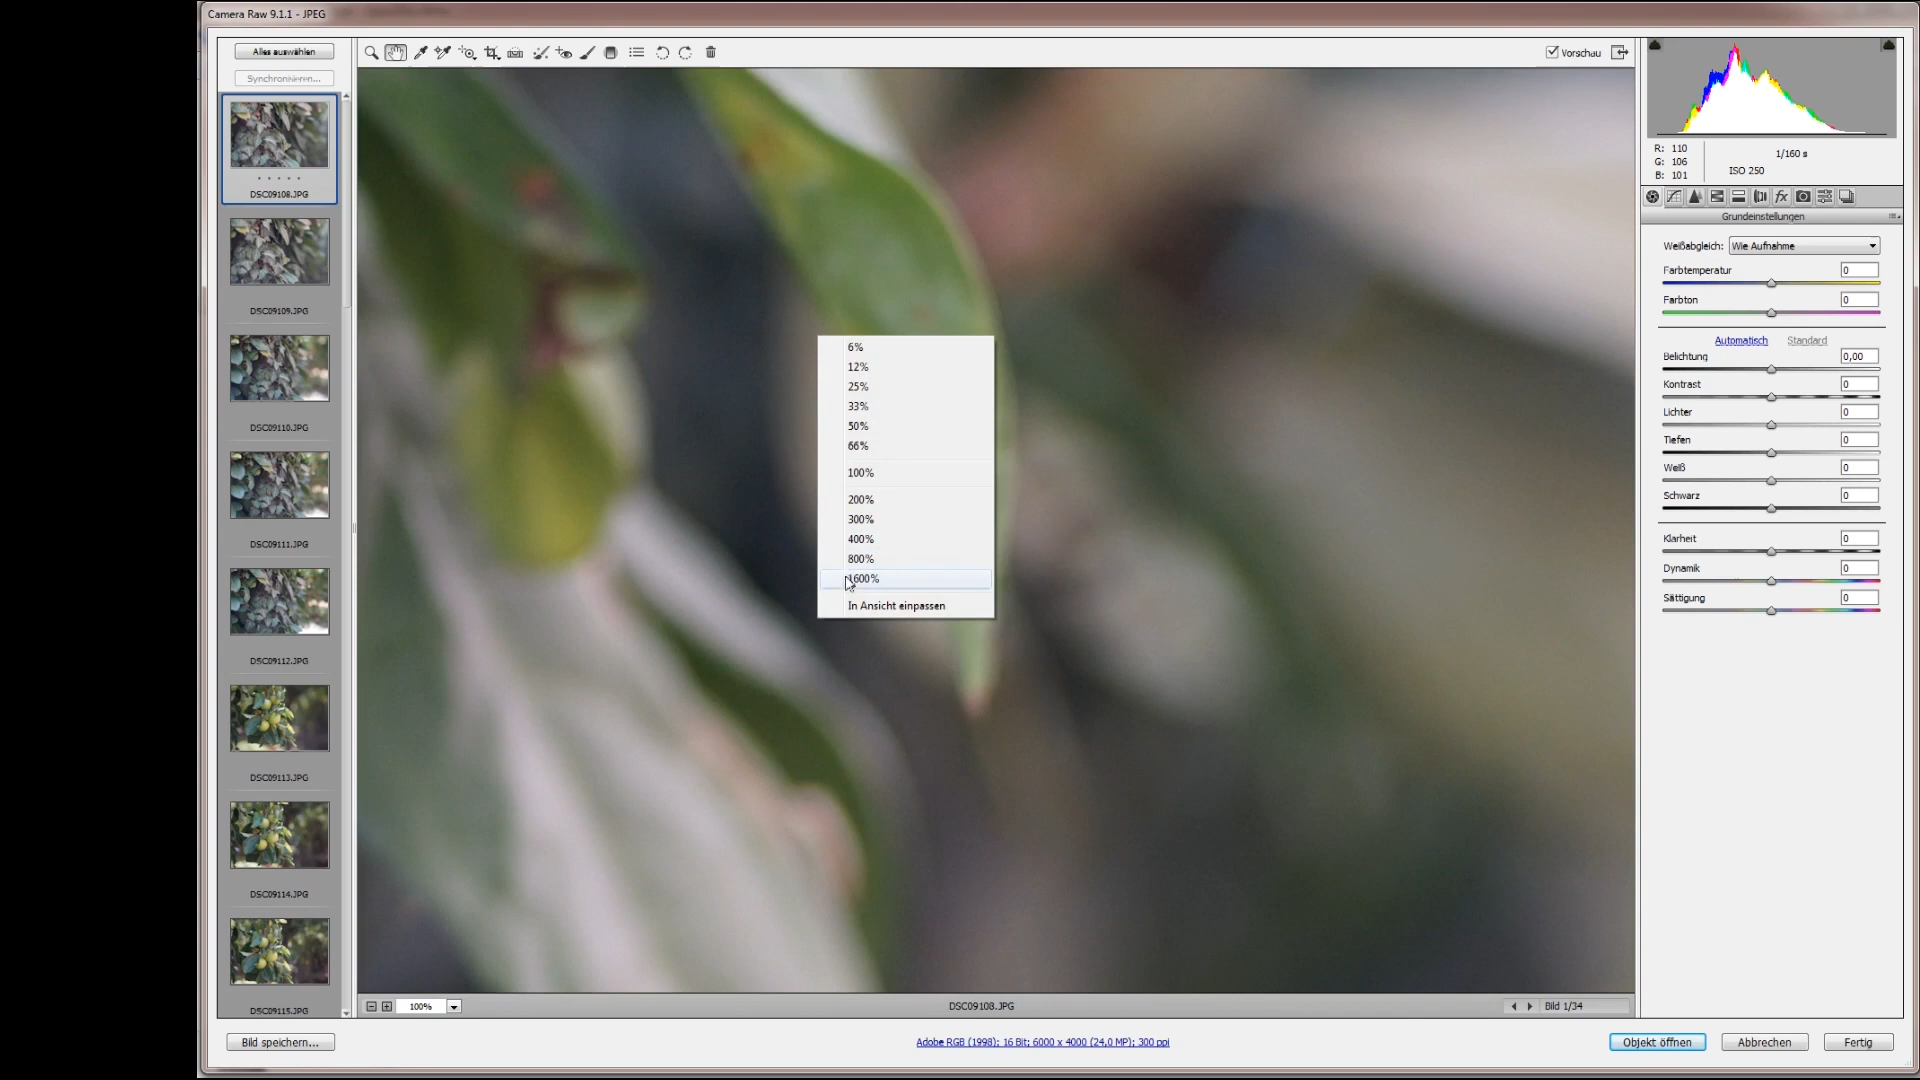 Camera Raw 9.1.1 - JPEG
Alles auswählen
Synchronisieren...
Vorschau
R: 110
G: 106
B: 101
1/160 s
ISO 250
Grundeinstellungen
Weißabgleich: Wie Aufnahme
Farbtemperatur 0
Farbton 0
Automatisch Standard
Belichtung 0,00
Kontrast 0
Lichter 0
Tiefen 0
Weiß 0
Schwarz 0
Klarheit 0
Dynamik 0
Sättigung 0
DSC09108.JPG
DSC09109.JPG
DSC09110.JPG
DSC09111.JPG
DSC09112.JPG
DSC09113.JPG
DSC09114.JPG
DSC09115.JPG
6%
12%
25%
33%
50%
66%
100%
200%
300%
400%
800%
1600%
In Ansicht einpassen
100%
DSC09108.JPG
Bild 1/34
Bild speichern...
Adobe RGB (1998); 16 Bit; 6000 x 4000 (24,0 MP); 300 ppi
Objekt öffnen
Abbrechen
Fertig